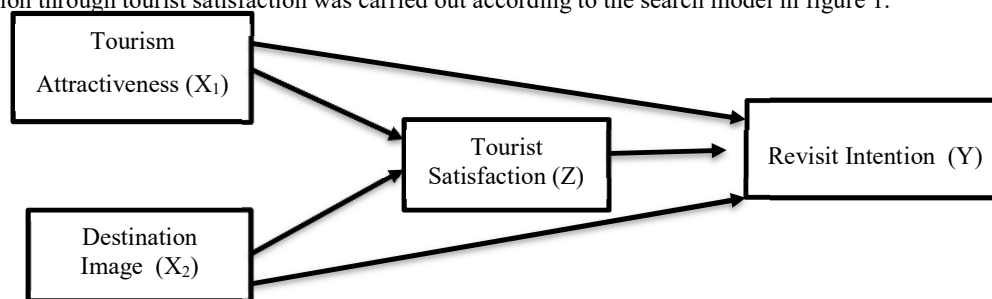 through tourist satisfaction was carried out according to the search model in figure 1.
Tourism
Attractiveness (X₁)
Tourist
Satisfaction (Z)
Revisit Intention (Y)
Destination
Image (X₂)